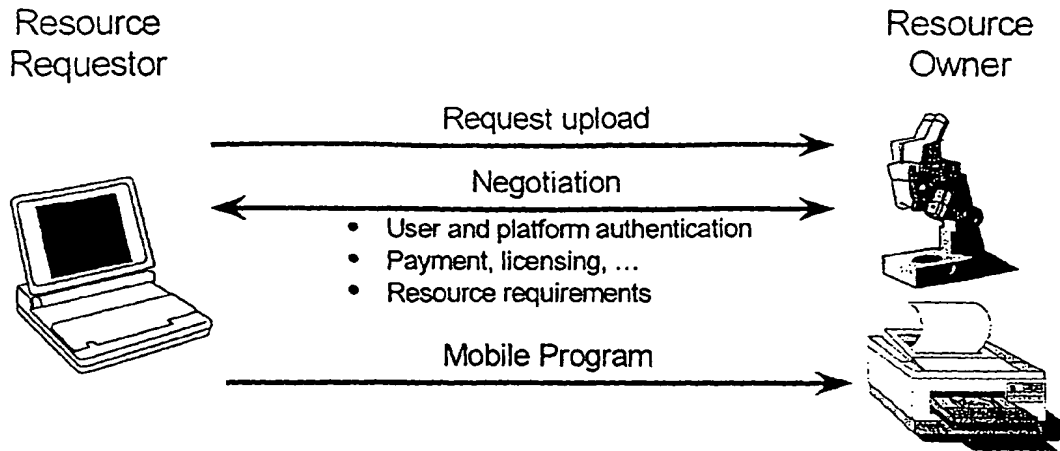 Resource
Requestor
Resource
Owner
Request upload
Negotiation
• User and platform authentication
• Payment, licensing, ...
• Resource requirements
Mobile Program